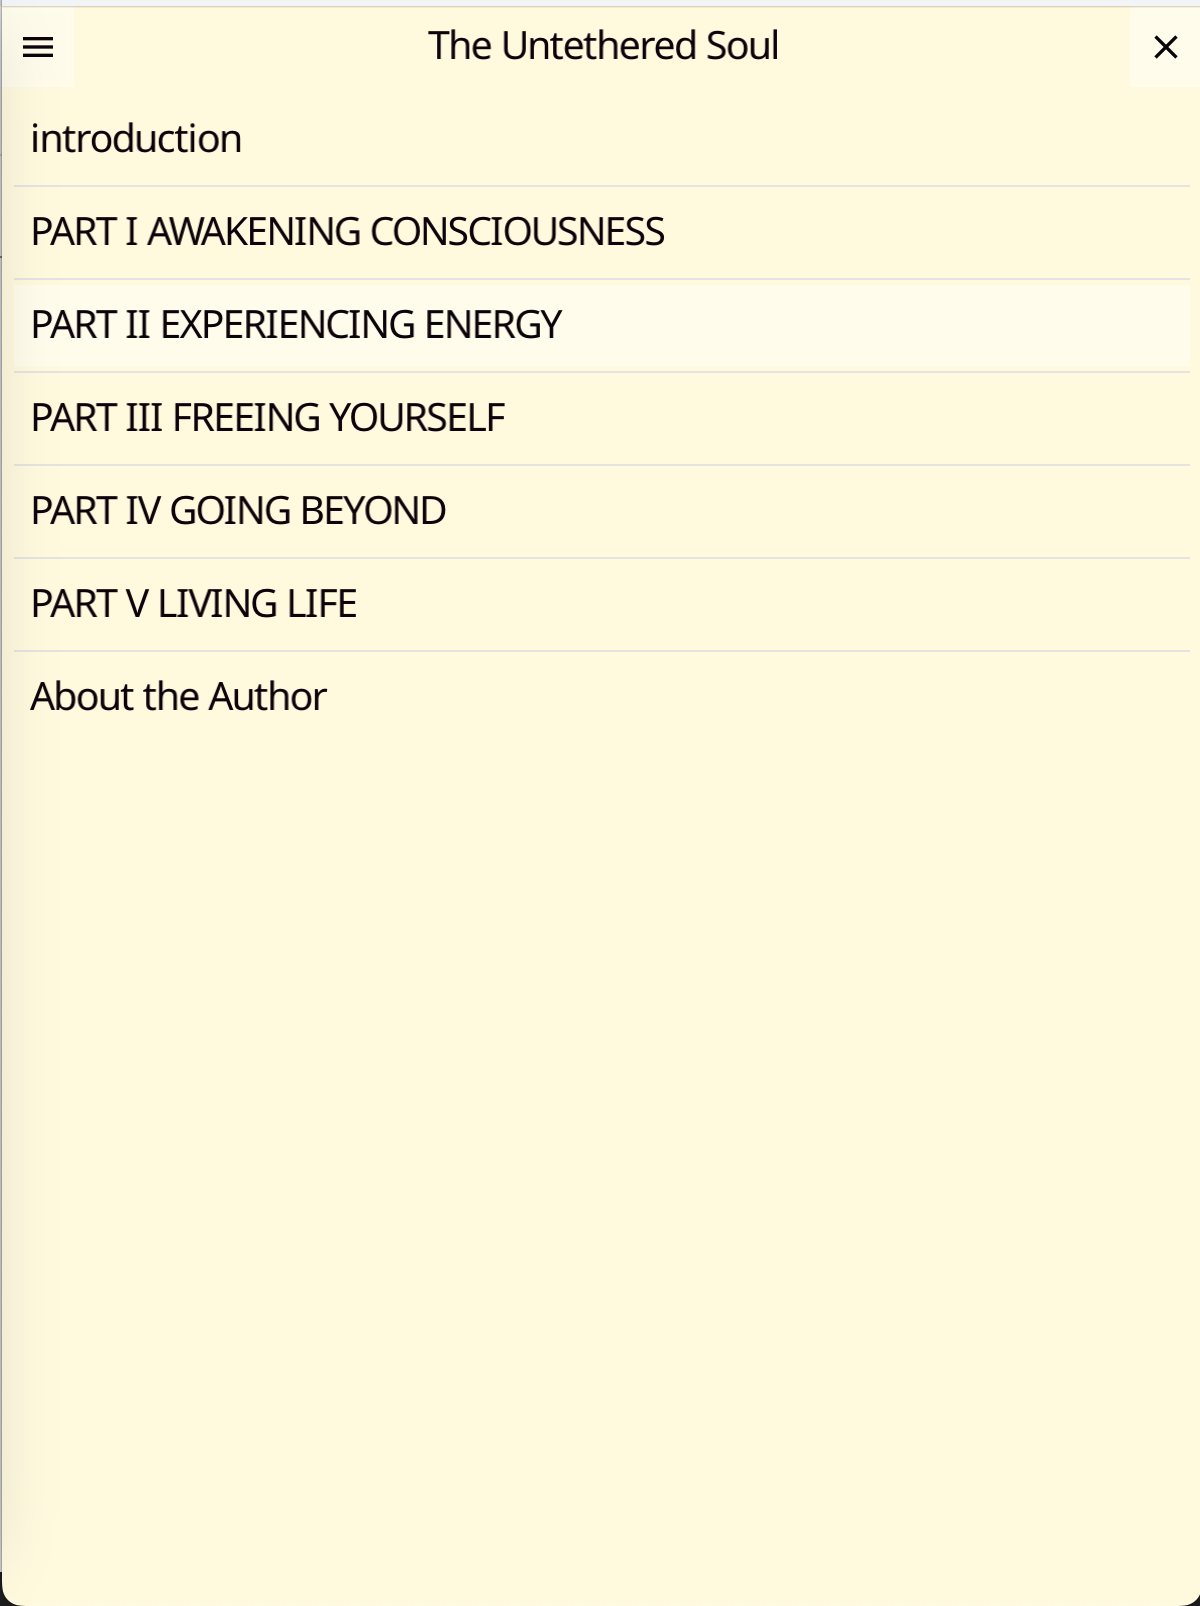 The Untethered Soul
introduction
PART I AWAKENING CONSCIOUSNESS
PART II EXPERIENCING ENERGY
PART III FREEING YOURSELF
PART IV GOING BEYOND
PART V LIVING LIFE
About the Author